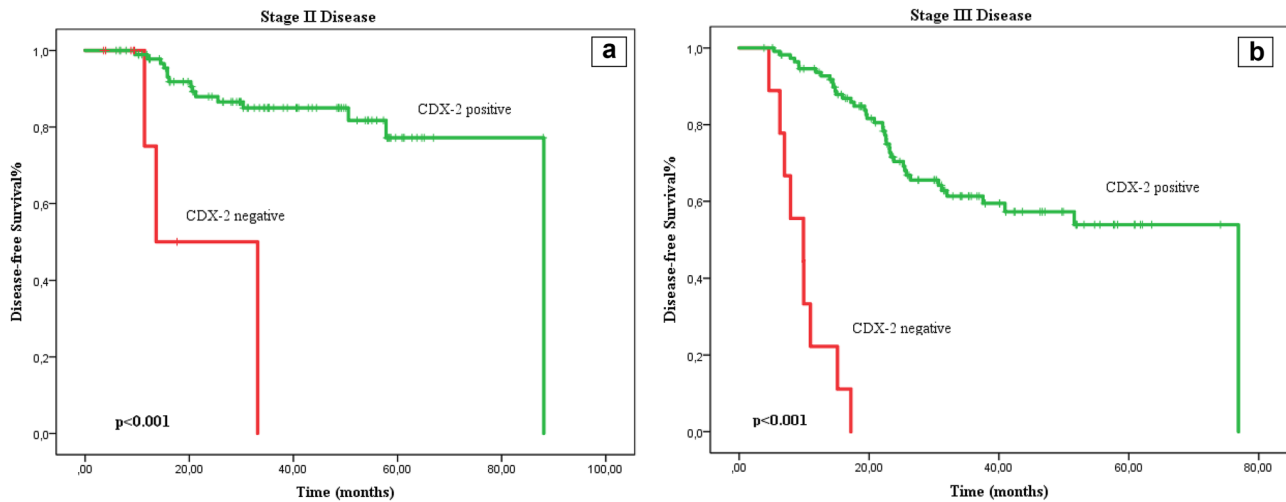 Stage II Disease
a
1,0
0,8
0,6
0,4
0,2
0,0
Disease-free Survival%
CDX-2 positive
CDX-2 negative
p<0.001
,00
20,00
40,00
60,00
80,00
100,00
Time (months)
Stage III Disease
b
1,0
0,8
0,6
0,4
0,2
0,0
Disease-free Survival%
CDX-2 positive
CDX-2 negative
p<0.001
,00
20,00
40,00
60,00
80,00
Time (months)